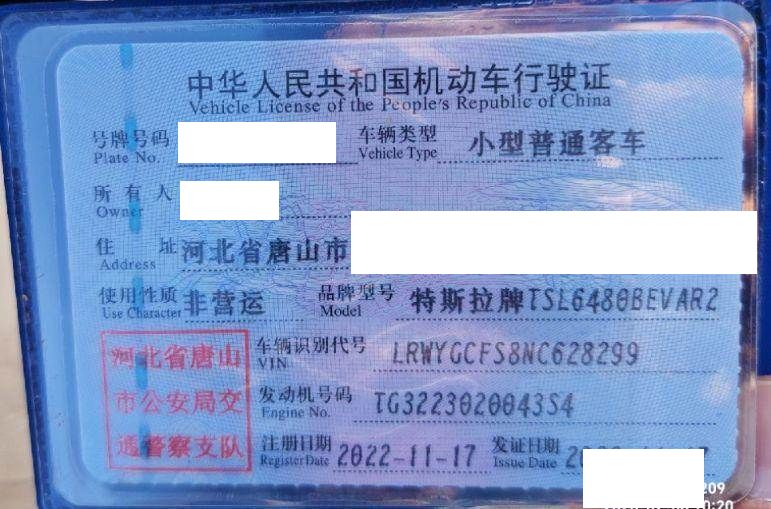 中华人民共和国机动车行驶证
Vehicle License of the People's Republic of China
号牌号码 车辆类型 小型普通客车
Plate No. Vehicle Type
所有人
Owner
住址 河北省唐山市
Address
使用性质 非营运 品牌型号 特斯拉牌TSL6480BEVAR2
Use Character Model
河北省唐山
市公安局交
通警察支队
车辆识别代号 LRWYGCFS8NC628299
VIN
发动机号码 TG322302004354
Engine No.
注册日期 2022-11-17 发证日期
Register Date Issue Date
209